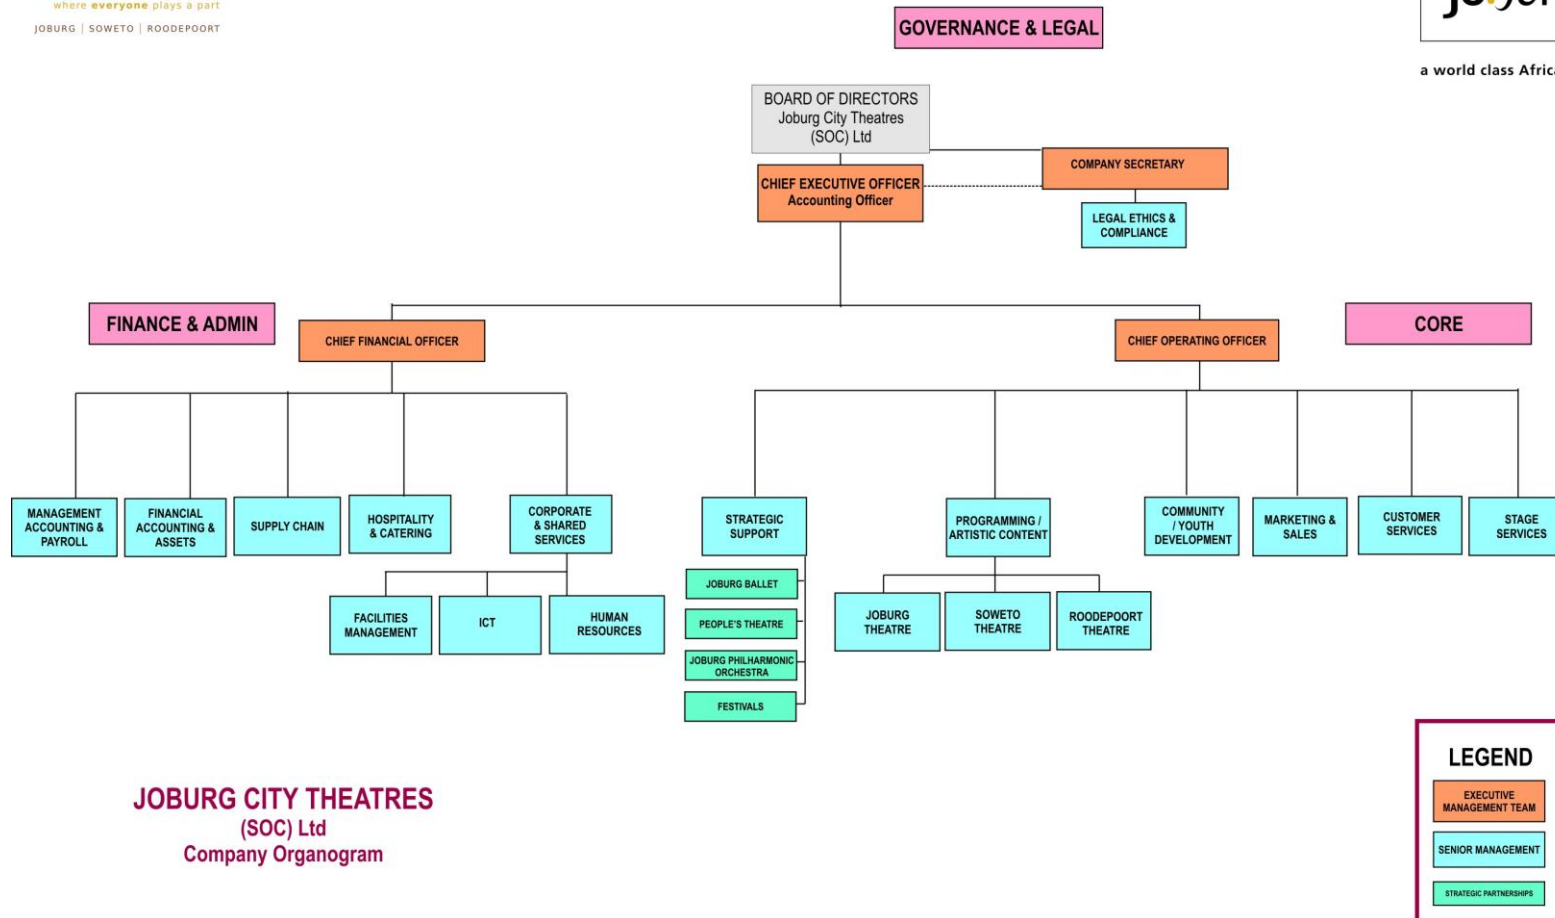 where everyone plays a part
JOBURG | SOWETO | ROODEPOORT
a world class
GOVERNANCE & LEGAL
BOARD OF DIRECTORS
Joburg City Theatres
(SOC) Ltd
CHIEF EXECUTIVE OFFICER
Accounting Officer
COMPANY SECRETARY
LEGAL ETHICS &
COMPLIANCE
FINANCE & ADMIN
CHIEF FINANCIAL OFFICER
CHIEF OPERATING OFFICER
CORE
MANAGEMENT
ACCOUNTING &
PAYROLL
FINANCIAL
ACCOUNTING &
ASSETS
SUPPLY CHAIN
HOSPITALITY
& CATERING
CORPORATE
& SHARED
SERVICES
STRATEGIC
SUPPORT
PROGRAMMING /
ARTISTIC CONTENT
COMMUNITY
/ YOUTH
DEVELOPMENT
MARKETING &
SALES
CUSTOMER
SERVICES
STAGE
SERVICES
FACILITIES
MANAGEMENT
ICT
HUMAN
RESOURCES
JOBURG BALLET
PEOPLE'S THEATRE
JOBURG PHILHARMONIC
ORCHESTRA
FESTIVALS
JOBURG
THEATRE
SOWETO
THEATRE
ROODEPOORT
THEATRE
JOBURG CITY THEATRES
(SOC) Ltd
Company Organogram
LEGEND
EXECUTIVE
MANAGEMENT TEAM
SENIOR MANAGEMENT
STRATEGIC PARTNERSHIPS